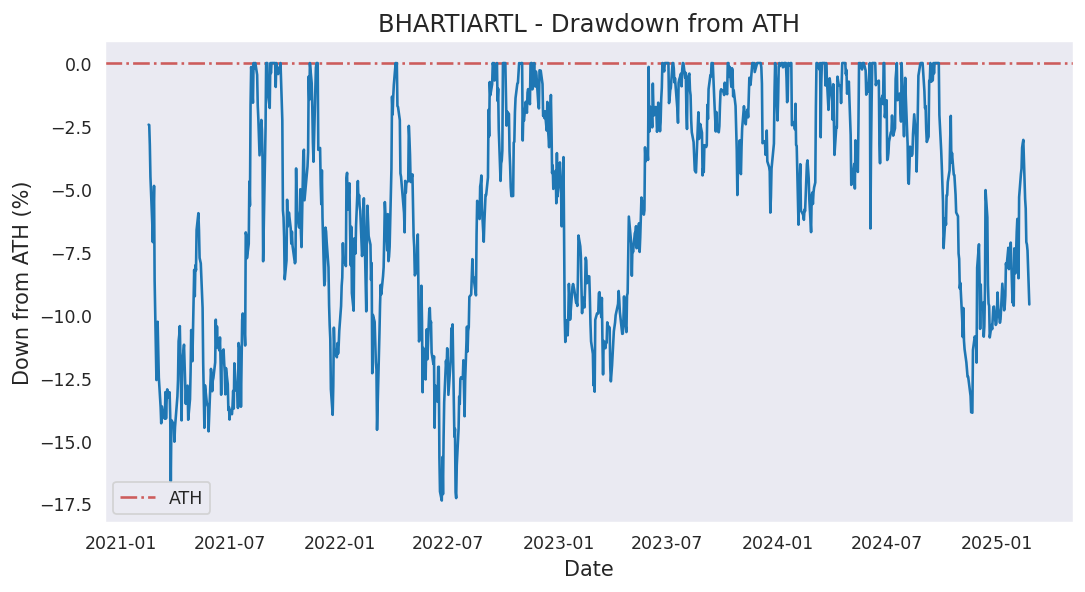 BHARTIARTL - Drawdown from ATH
Down from ATH (%)
0.0
−2.5
−5.0
−7.5
−10.0
−12.5
−15.0
−17.5
ATH
2021-01 2021-07 2022-01 2022-07 2023-01 2023-07 2024-01 2024-07 2025-01
Date